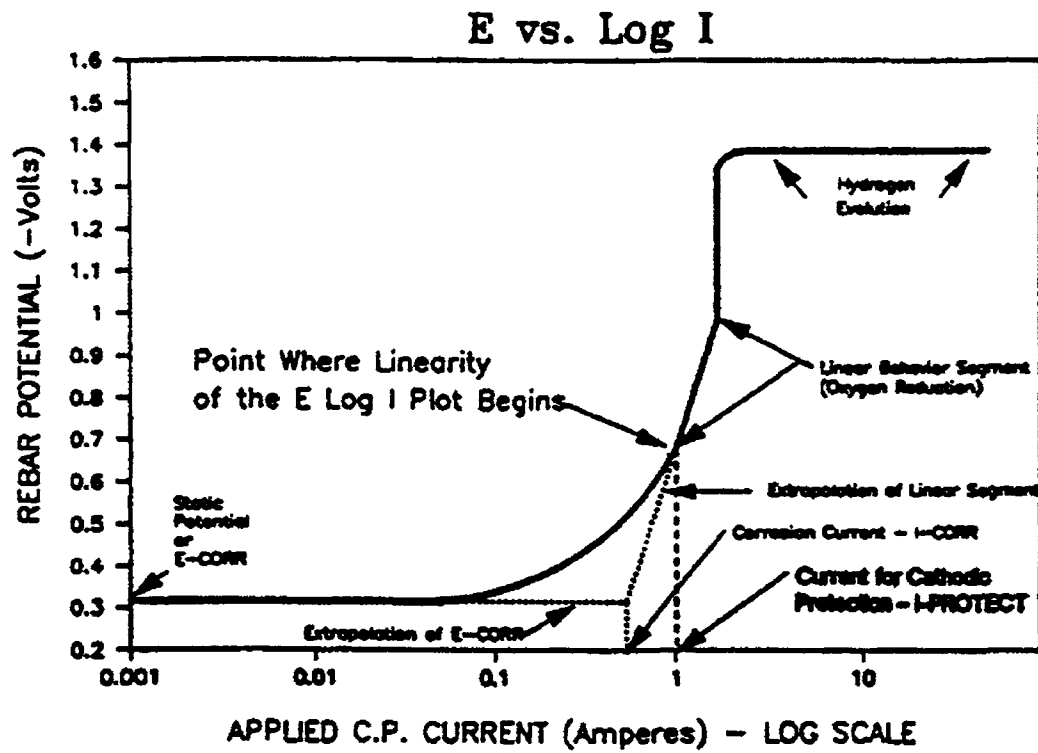 E vs. Log I
1.6
1.5
1.4
1.3
1.2
1
0.9
0.8
0.7
0.6
0.5
0.4
0.3
0.2
REBAR POTENTIAL (-Volts)
Hydrogen
Evolution
Point Where Linearity
of the E Log I Plot Begins
Linear Behavior Segment
(Oxygen Reduction)
Static
Potential
or
E-CORR
Extrapolation of Linear Segment
Corrosion Current - I-CORR
Current for Cathodic
Protection - I-PROTECT
Extrapolation of E-CORR
0.001
0.01
0.1
1
10
APPLIED C.P. CURRENT (Amperes) - LOG SCALE